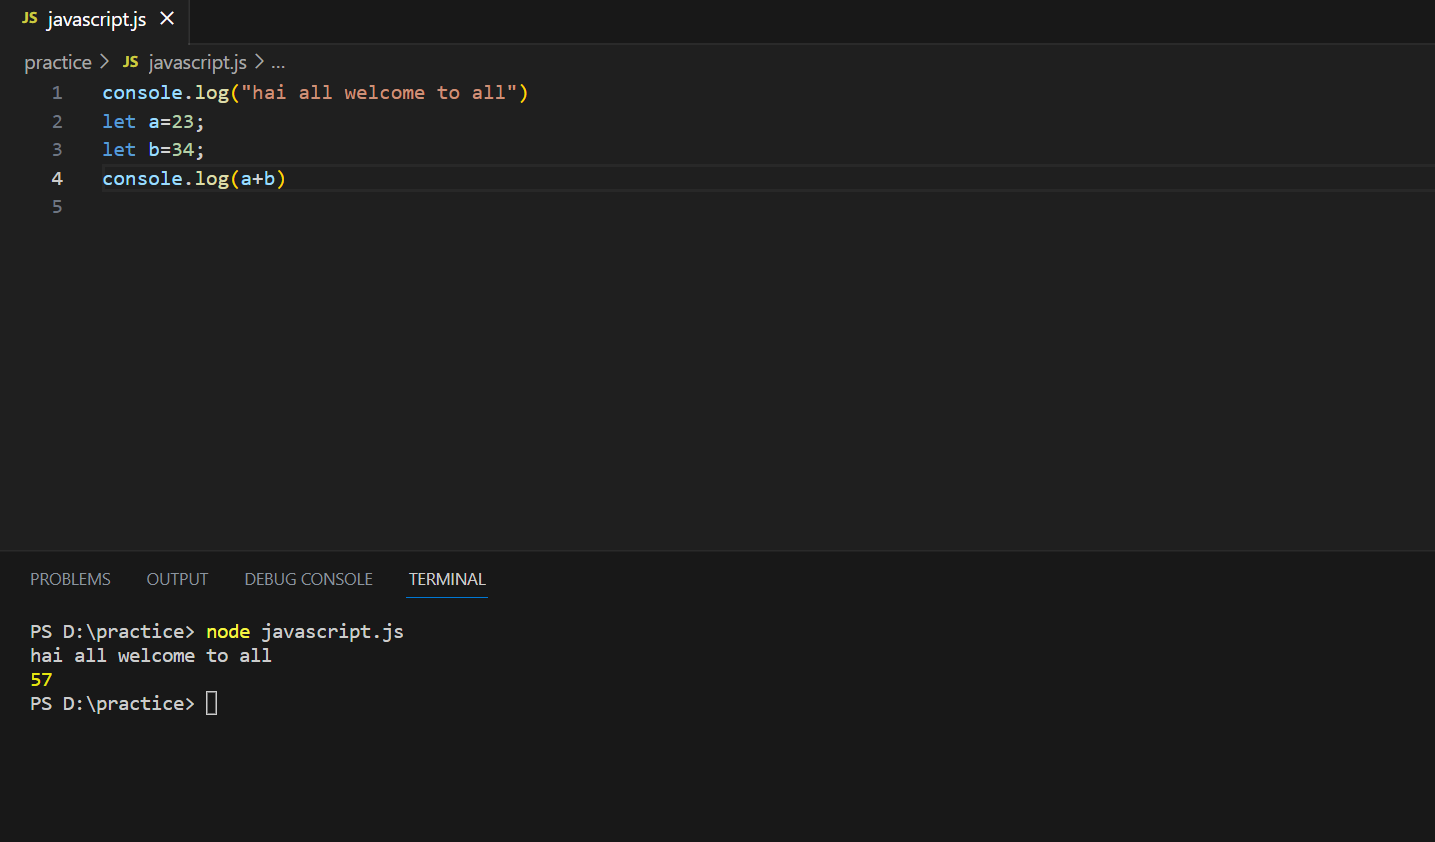 JS javascript.js ×
practice > JS javascript.js > ...
1 console.log("hai all welcome to all")
2 let a=23;
3 let b=34;
4 console.log(a+b)
5
PROBLEMS OUTPUT DEBUG CONSOLE TERMINAL
PS D:\practice> node javascript.js
hai all welcome to all
57
PS D:\practice>